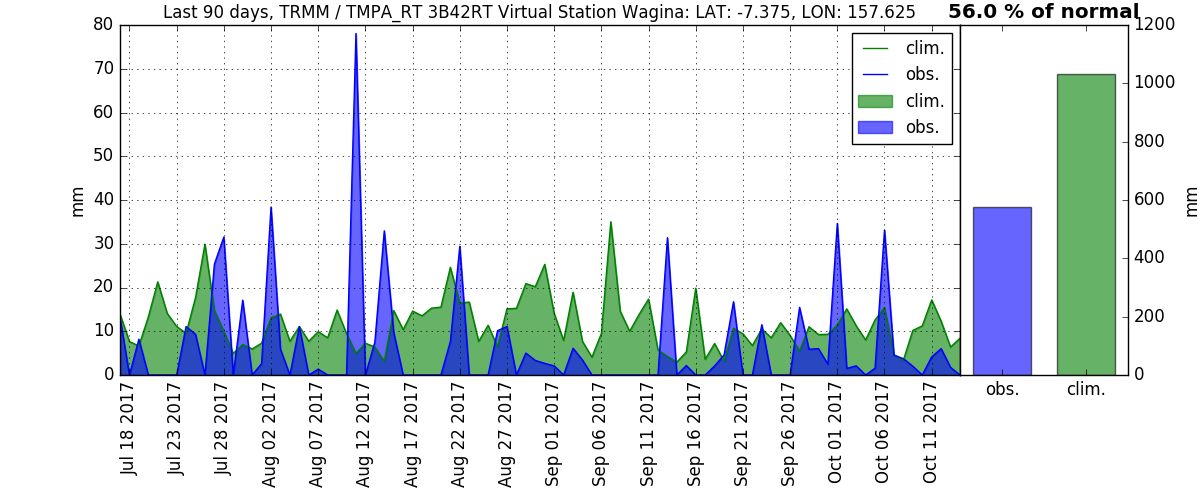 Last 90 days, TRMM / TMPA_RT 3B42RT Virtual Station Wagina: LAT: -7.375, LON: 157.625
56.0 % of normal
80
70
60
50
40
30
20
10
0
mm
clim.
obs.
clim.
obs.
Jul 18 2017
Jul 23 2017
Jul 28 2017
Aug 02 2017
Aug 07 2017
Aug 12 2017
Aug 17 2017
Aug 22 2017
Aug 27 2017
Sep 01 2017
Sep 06 2017
Sep 11 2017
Sep 16 2017
Sep 21 2017
Sep 26 2017
Oct 01 2017
Oct 06 2017
Oct 11 2017
1200
1000
800
600
400
200
0
mm
obs.
clim.